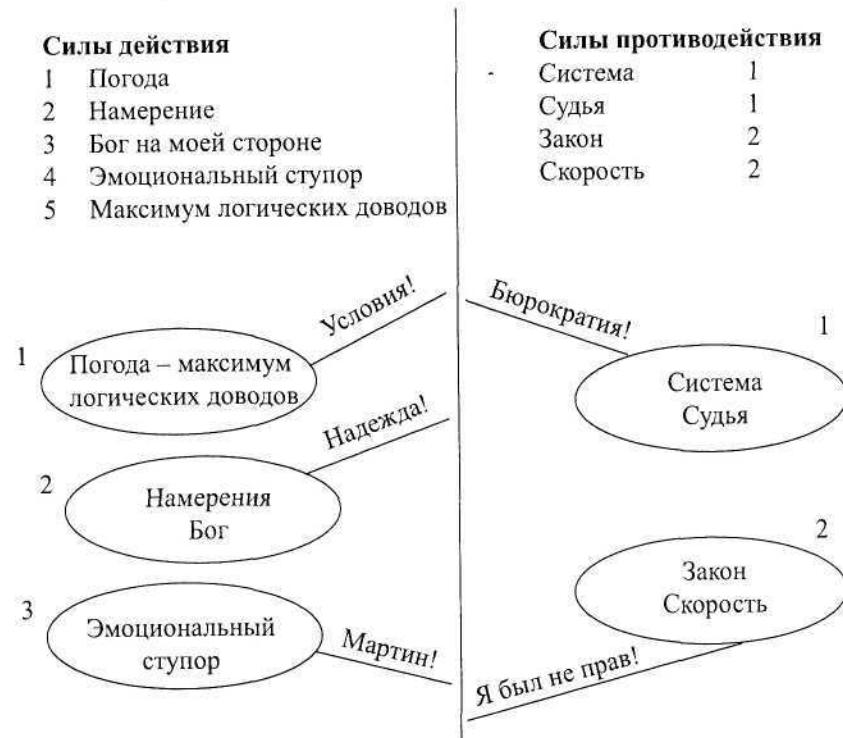 Силы действия
1 Погода
2 Намерение
3 Бог на моей стороне
4 Эмоциональный ступор
5 Максимум логических доводов
Силы противодействия
Система 1
Судья 1
Закон 2
Скорость 2
Условия!
1
Погода – максимум
логических доводов
Надежда!
2
Намерения
Бог
3
Эмоциональный
ступор
Мартин!
Бюрократия!
1
Система
Судья
2
Закон
Скорость
Я был не прав!